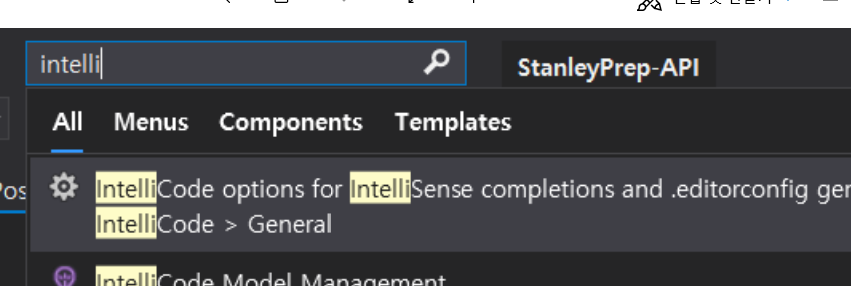 intelli
StanleyPrep-API
All Menus Components Templates
Pos
IntelliCode options for IntelliSense completions and .editorconfig ger
IntelliCode > General
IntelliCode Model Management